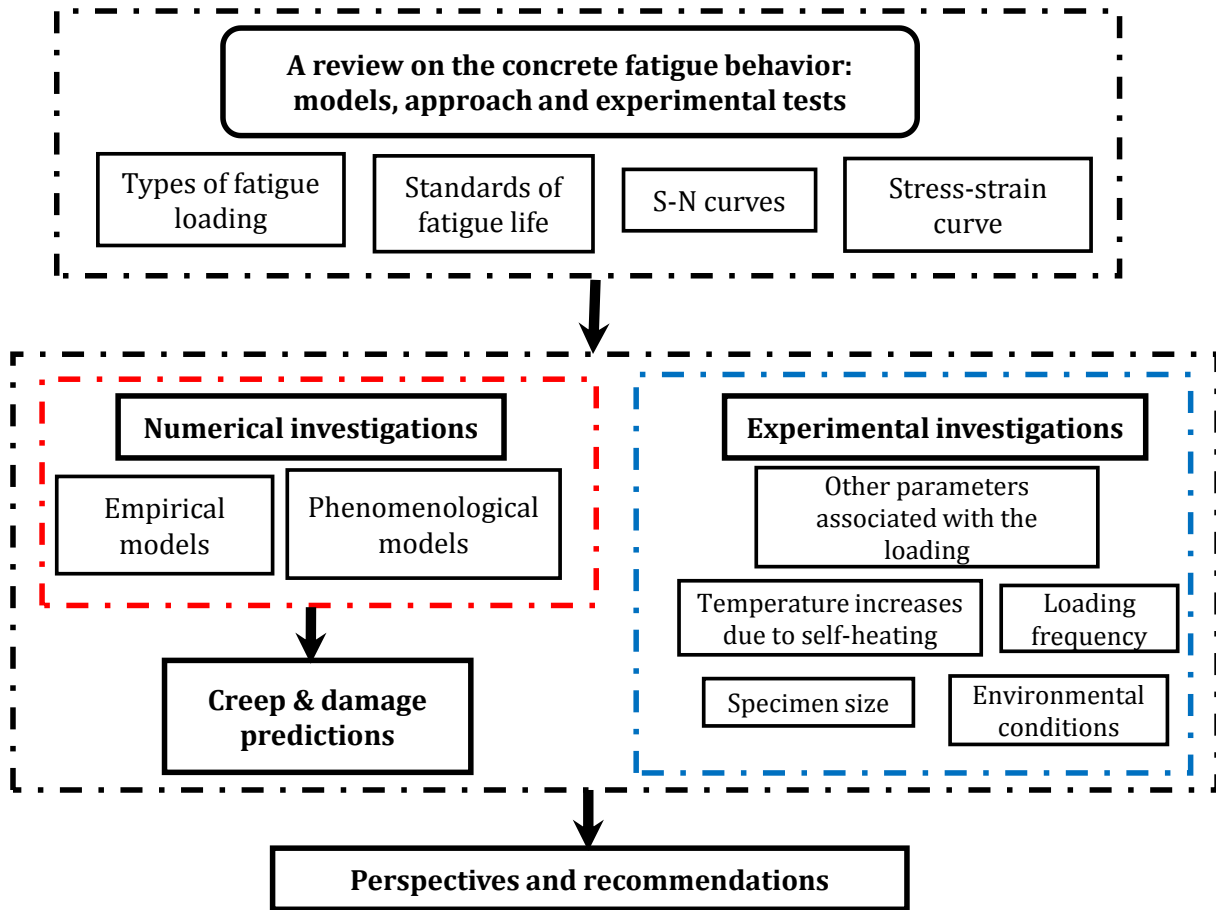 A review on the concrete fatigue behavior:
models, approach and experimental tests
Types of fatigue
loading
Standards of
fatigue life
S-N curves
Stress-strain
curve
Numerical investigations
Empirical
models
Phenomenological
models
Creep & damage
predictions
Experimental investigations
Other parameters
associated with the
loading
Temperature increases
due to self-heating
Loading
frequency
Specimen size
Environmental
conditions
Perspectives and recommendations